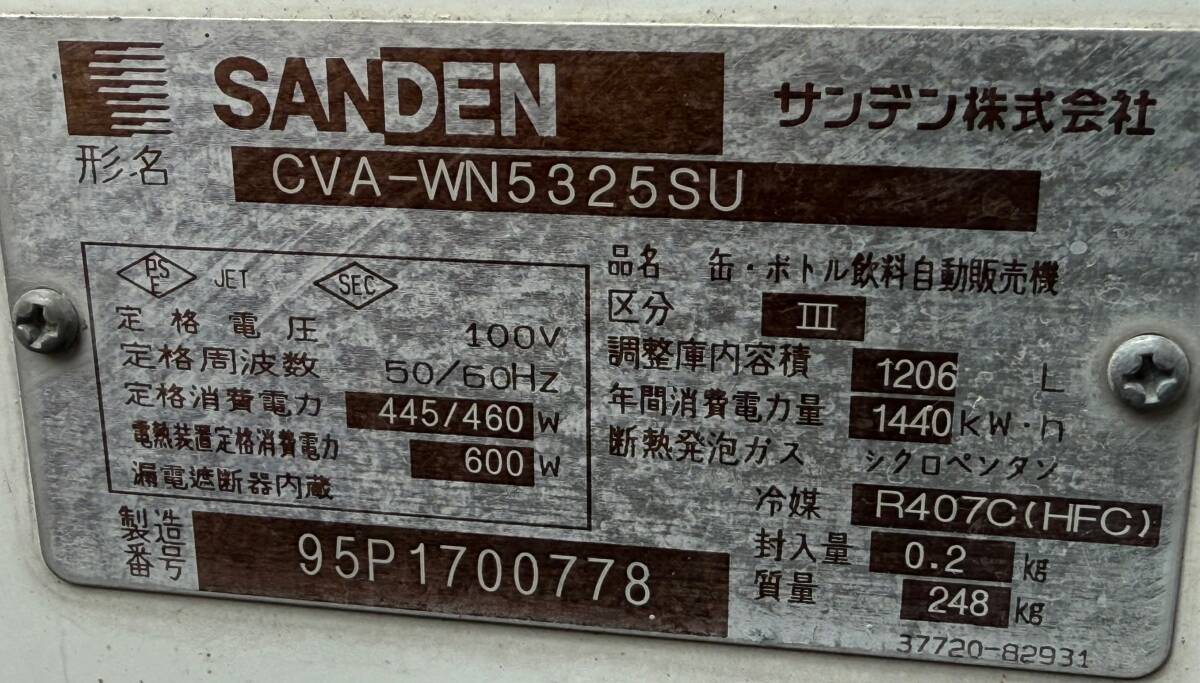 SANDEN サンデン株式会社
形名 CVA-WN5325SU
PSE JET SEC
定格電圧 100V
定格周波数 50/60Hz
定格消費電力 445/460 W
電熱装置定格消費電力 600 W
漏電遮断器内蔵
製造番号 95P1700778
品名 缶・ボトル飲料自動販売機
区分 III
調整庫内容積 1206 L
年間消費電力量 1440 KW・h
断熱発泡ガス シクロペンタン
冷媒 R407C(HFC)
封入量 0.2 kg
質量 248 kg
37720-82931